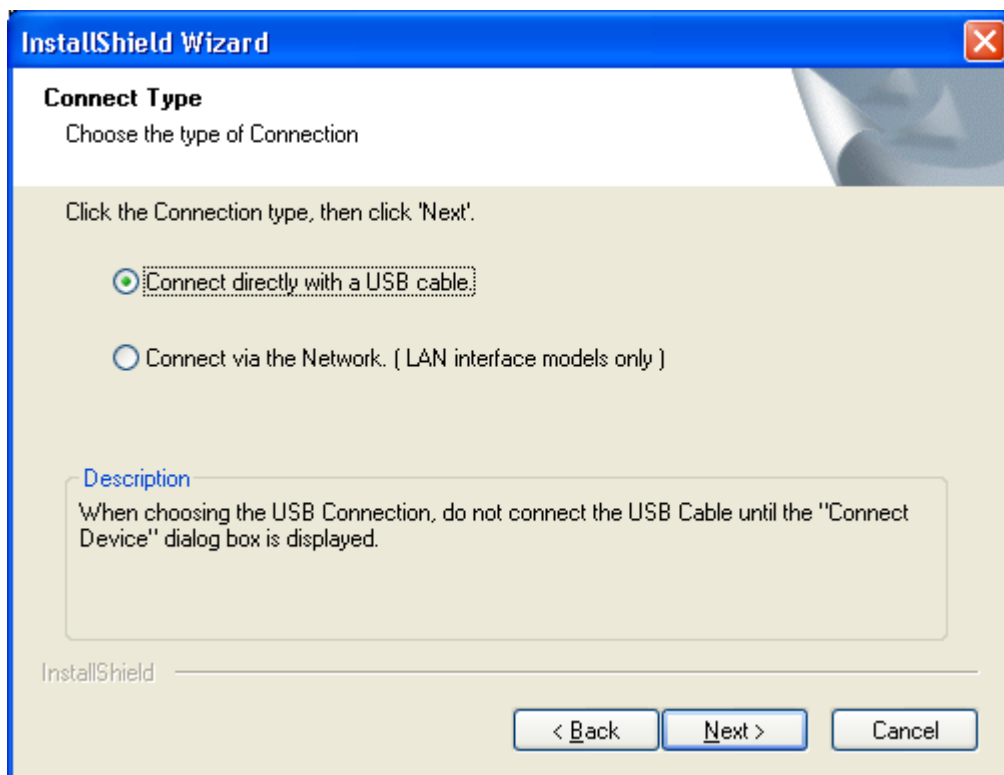 InstallShield Wizard
Connect Type
Choose the type of Connection
Click the Connection type, then click 'Next'.
Connect directly with a USB cable.
Connect via the Network. ( LAN interface models only )
Description
When choosing the USB Connection, do not connect the USB Cable until the "Connect
Device" dialog box is displayed.
InstallShield
< Back
Next >
Cancel